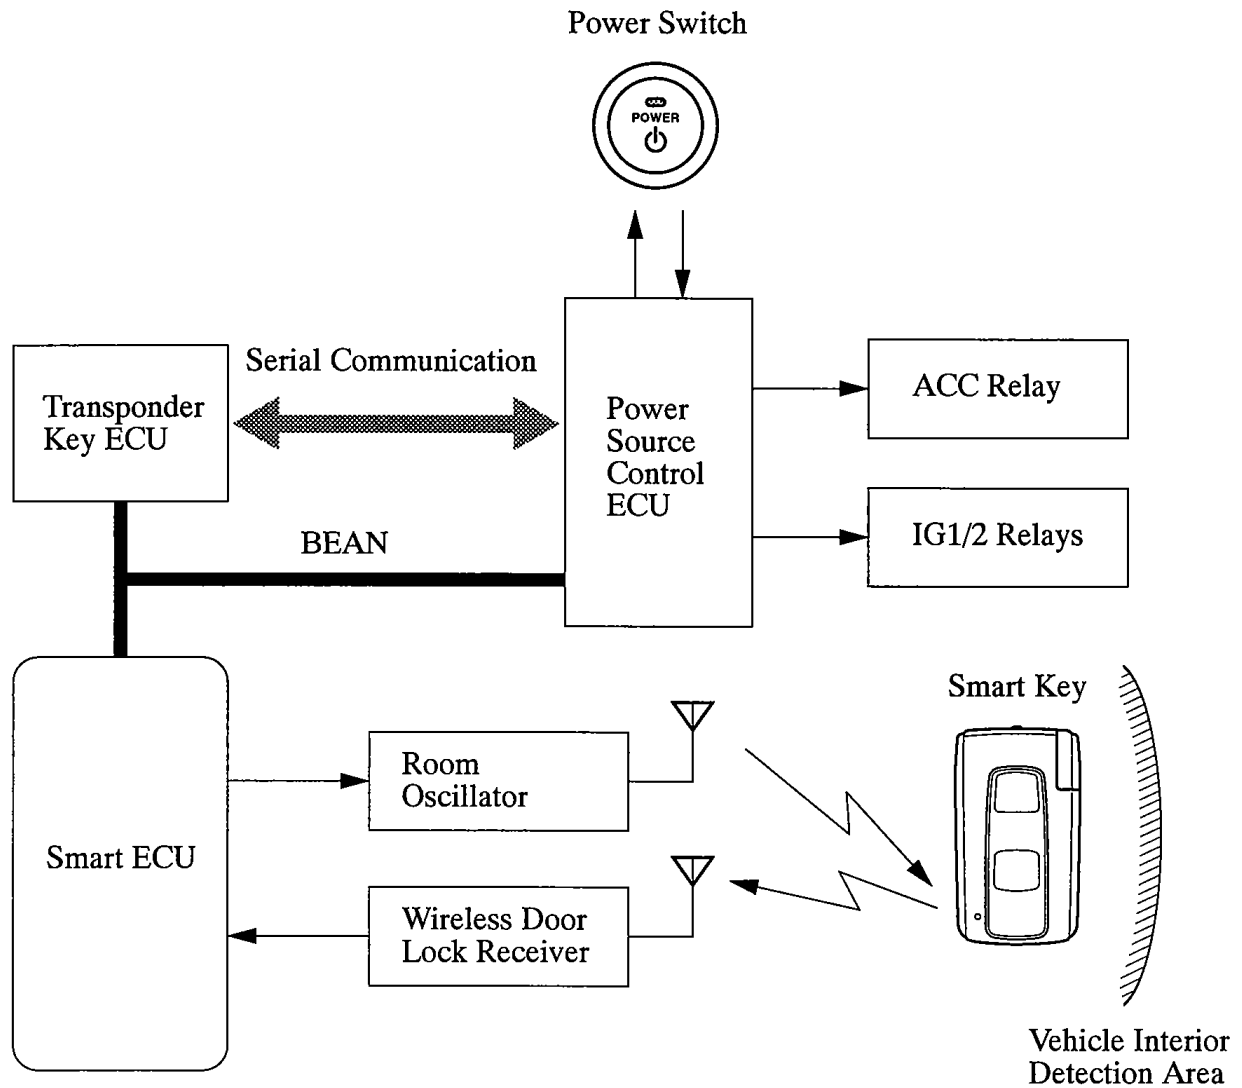 Power Switch
POWER
Serial Communication
Transponder
Key ECU
Power
Source
Control
ECU
ACC Relay
IG1/2 Relays
BEAN
Smart Key
Room
Oscillator
Smart ECU
Wireless Door
Lock Receiver
Vehicle Interior
Detection Area